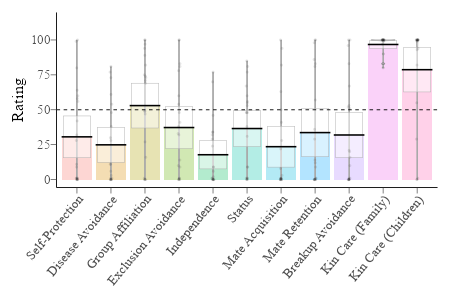 Rating
100
75
50
25
0
Self-Protection
Disease Avoidance
Group Affiliation
Exclusion Avoidance
Independence
Status
Mate Acquisition
Mate Retention
Breakup Avoidance
Kin Care (Family)
Kin Care (Children)